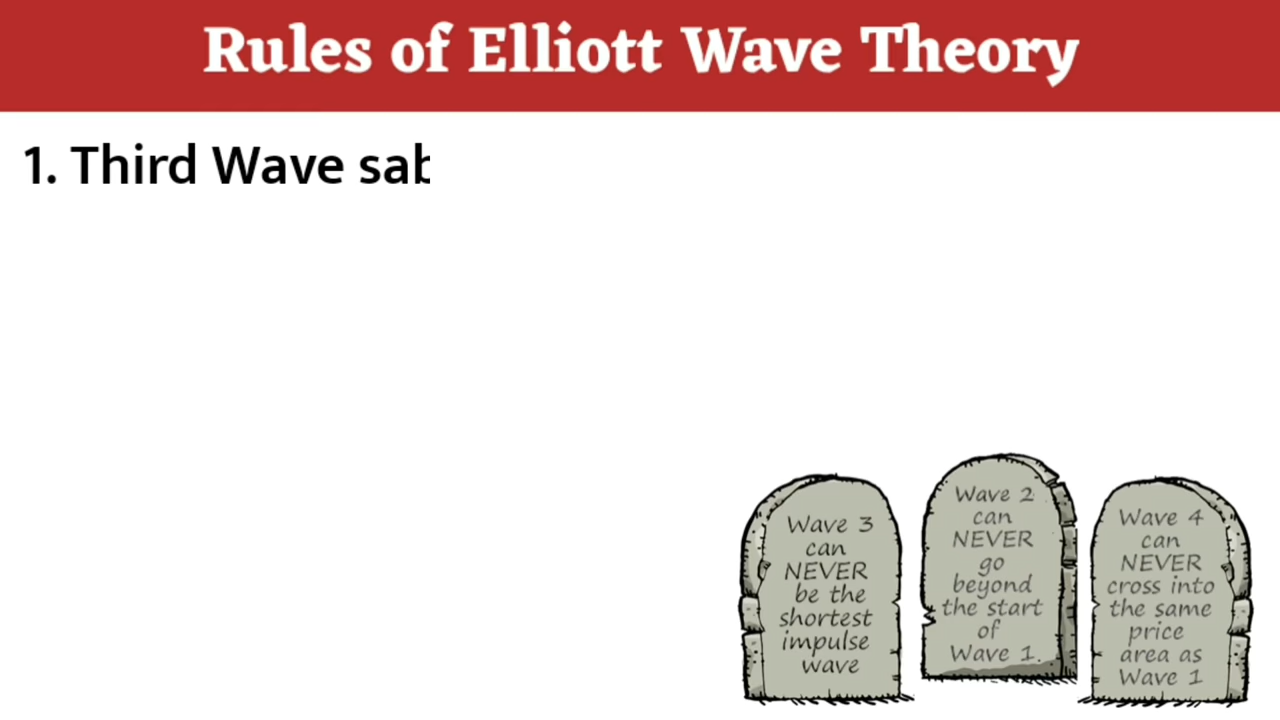 Rules of Elliott Wave Theory
1. Third Wave sab
Wave 3
can
NEVER
be the
shortest
impulse
wave
Wave 2
can
NEVER
go
beyond
the start
of
Wave 1.
Wave 4
can
NEVER
cross into
the same
price
area as
Wave 1